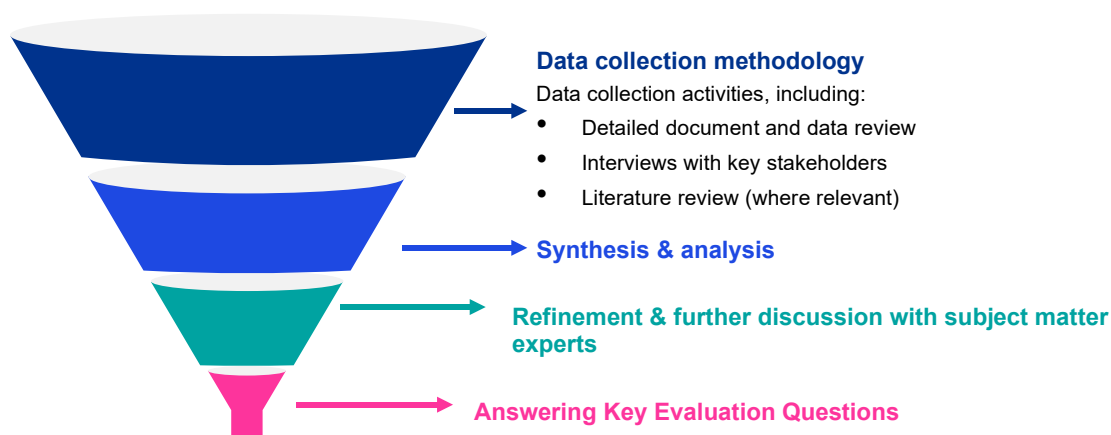 Data collection methodology
Data collection activities, including:
• Detailed document and data review
• Interviews with key stakeholders
• Literature review (where relevant)
Synthesis & analysis
Refinement & further discussion with subject matter
experts
Answering Key Evaluation Questions